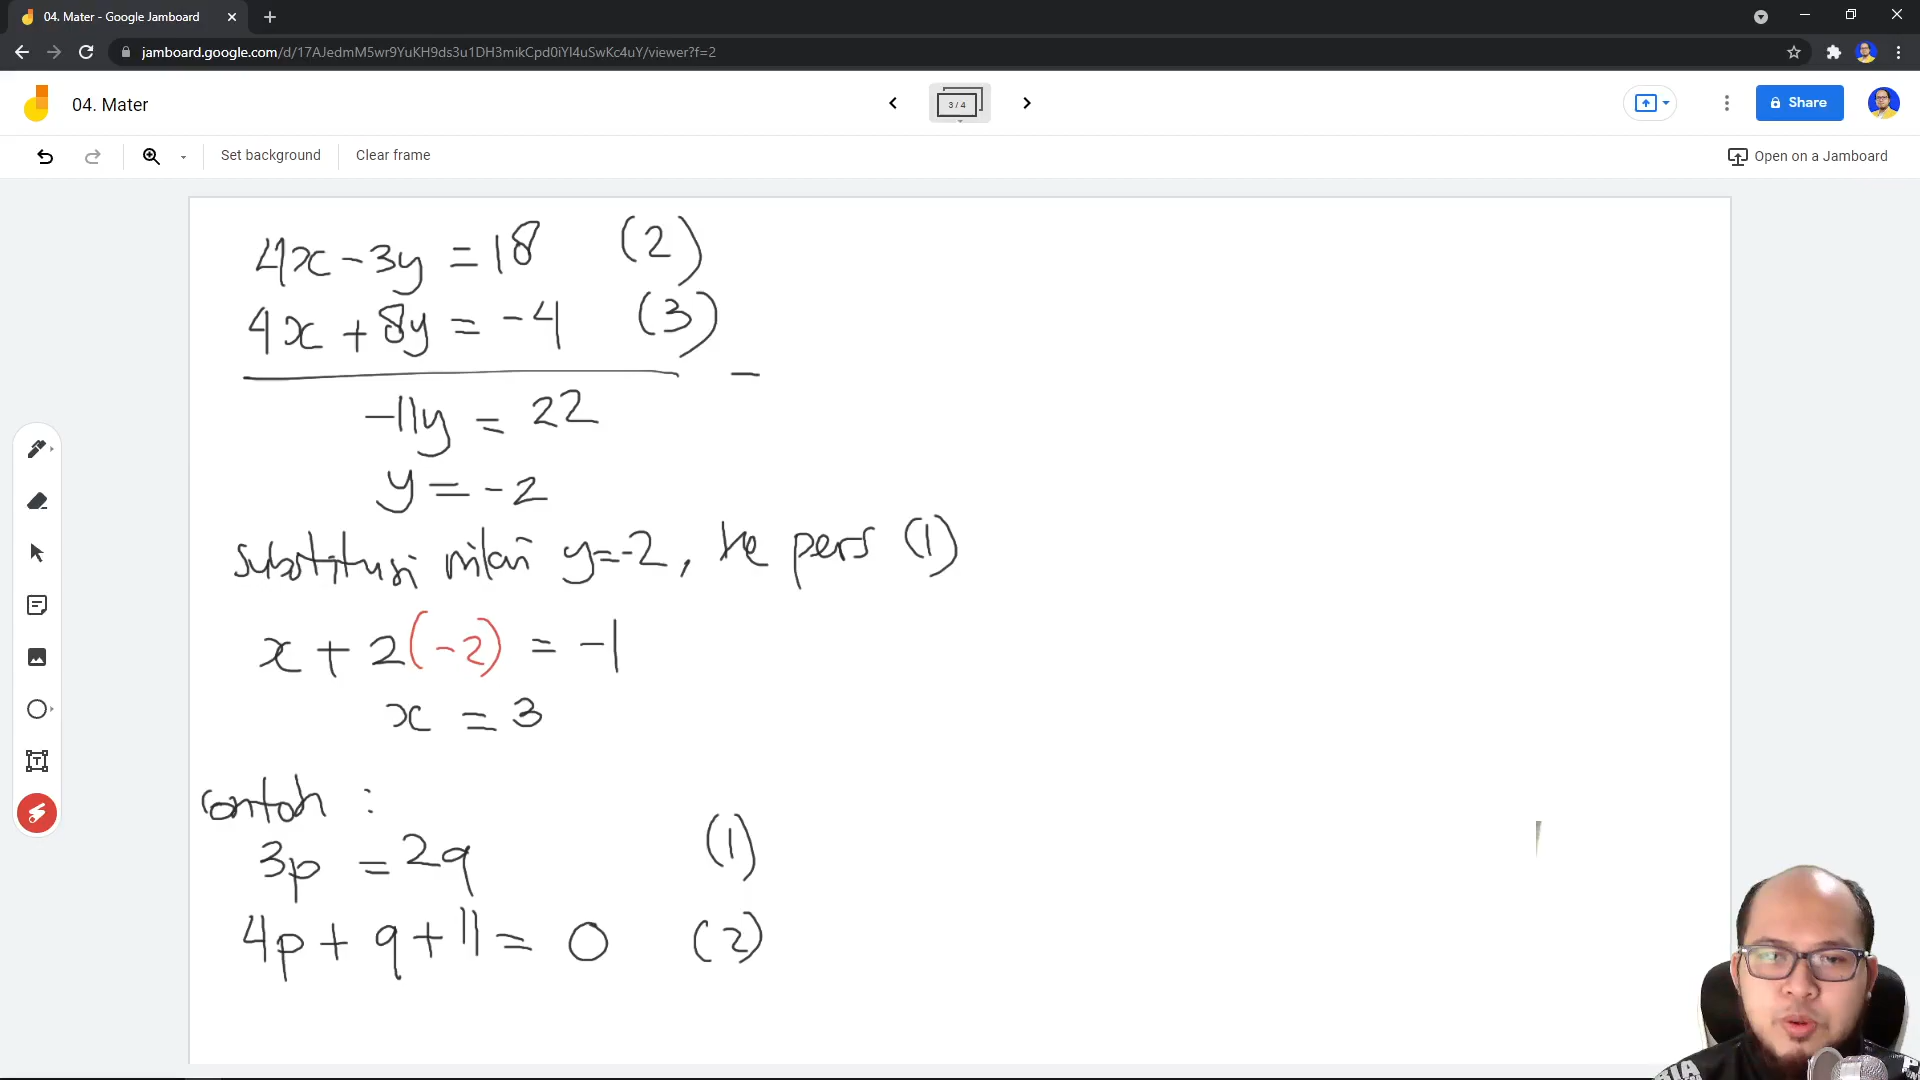 04. Mater - Google Jamboard
jamboard.google.com/d/17AJedmM5wr9YuKH9ds3u1DH3mikCpd0iYl4uSwKc4uY/viewer?f=2
04. Mater
3 / 4
Share
Set background
Clear frame
Open on a Jamboard
4x - 3y = 18 (2)
4x + 8y = -4 (3)
-
-11y = 22
y = -2
substitusi nilai y=-2, ke pers (1)
x + 2(-2) = -1
x = 3
contoh :
3p = 2q (1)
4p + q + 11 = 0 (2)